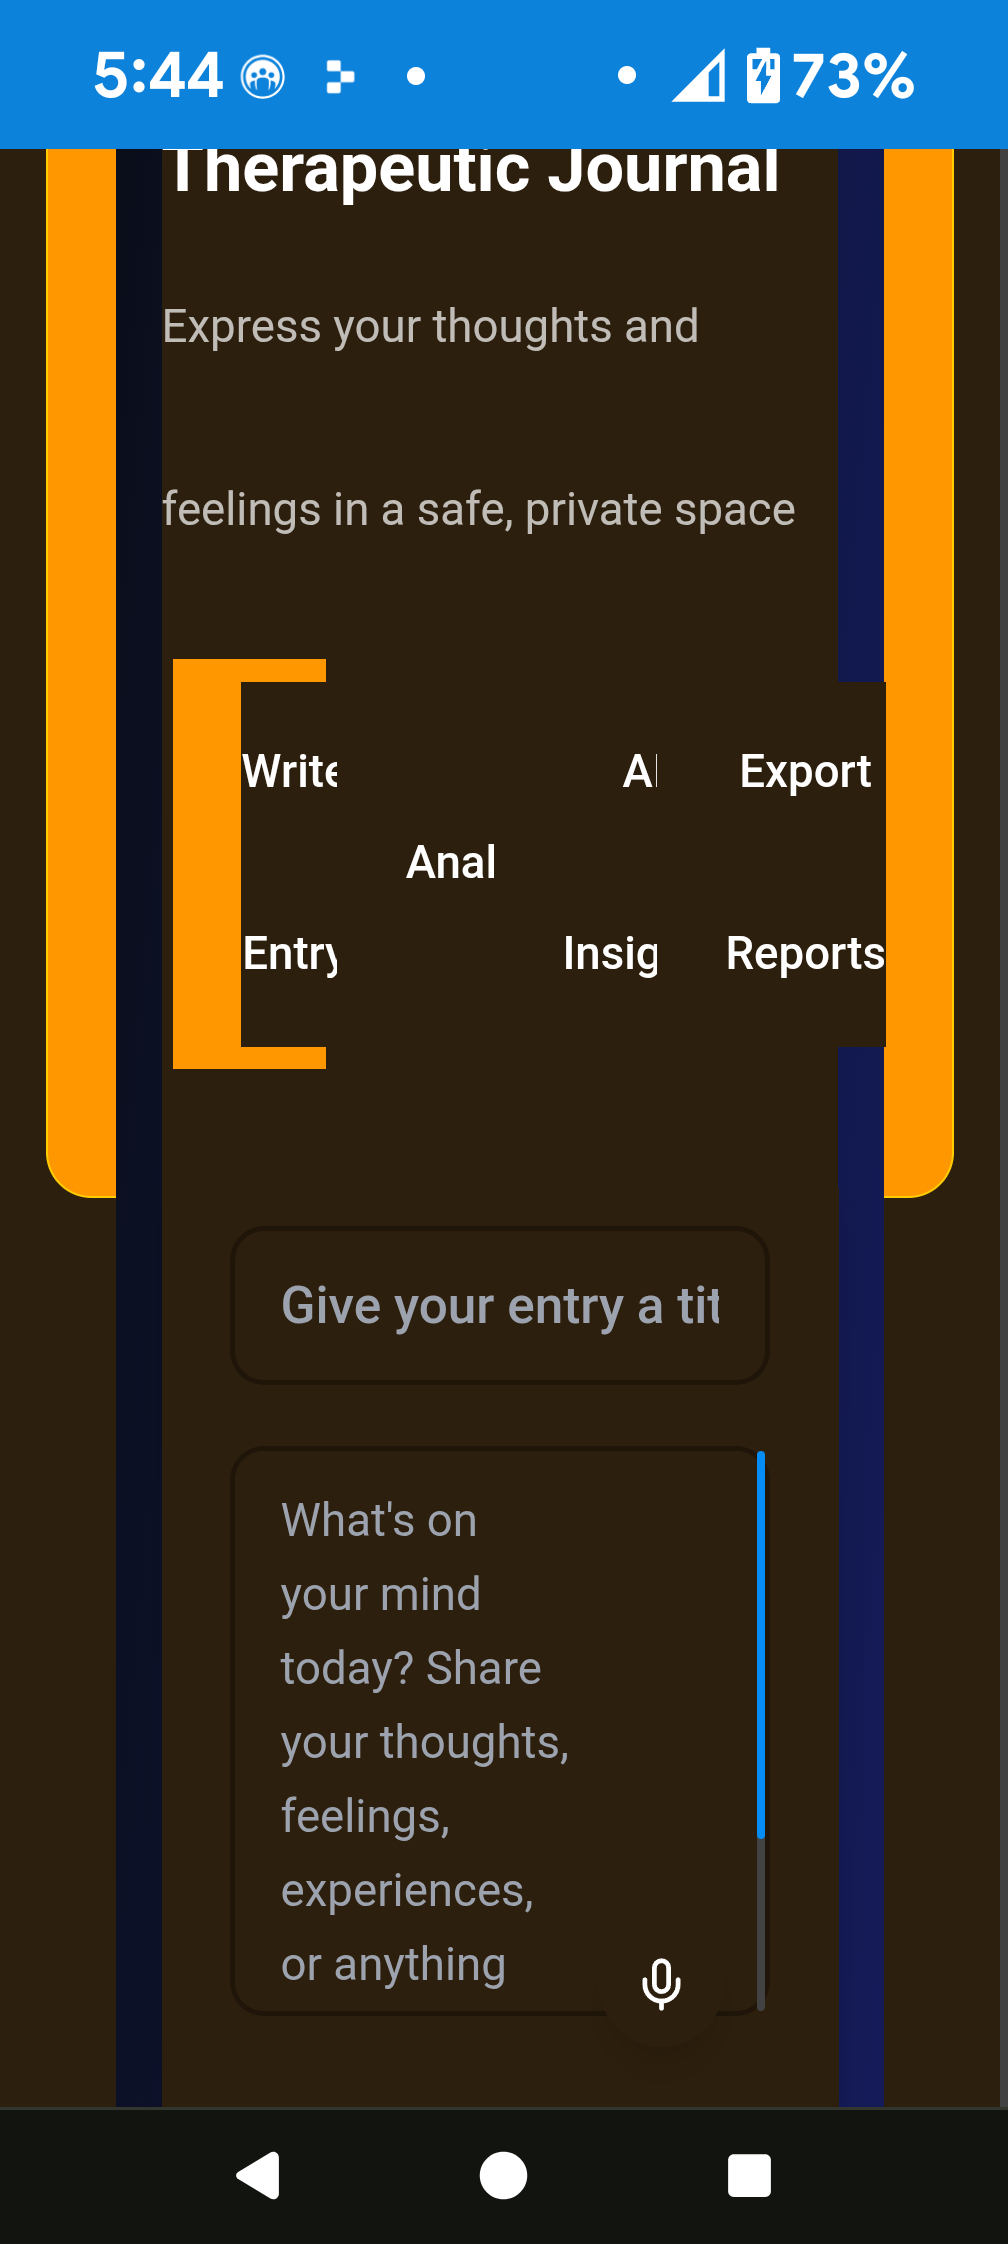 5:44 73%
Therapeutic Journal
Express your thoughts and
feelings in a safe, private space
Write AI Export
Anal
Entry Insig Reports
Give your entry a tit
What's on
your mind
today? Share
your thoughts,
feelings,
experiences,
or anything